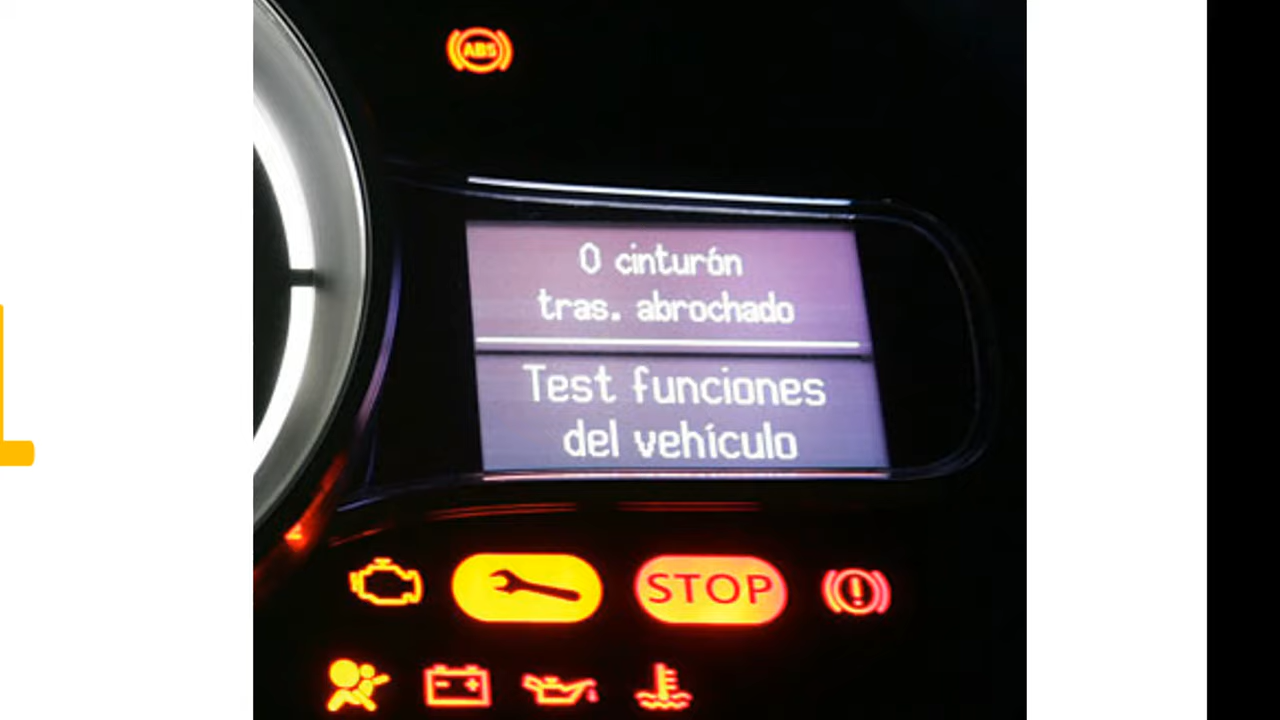 ABS
0 cinturón
tras. abrochado
Test funciones
del vehículo
STOP